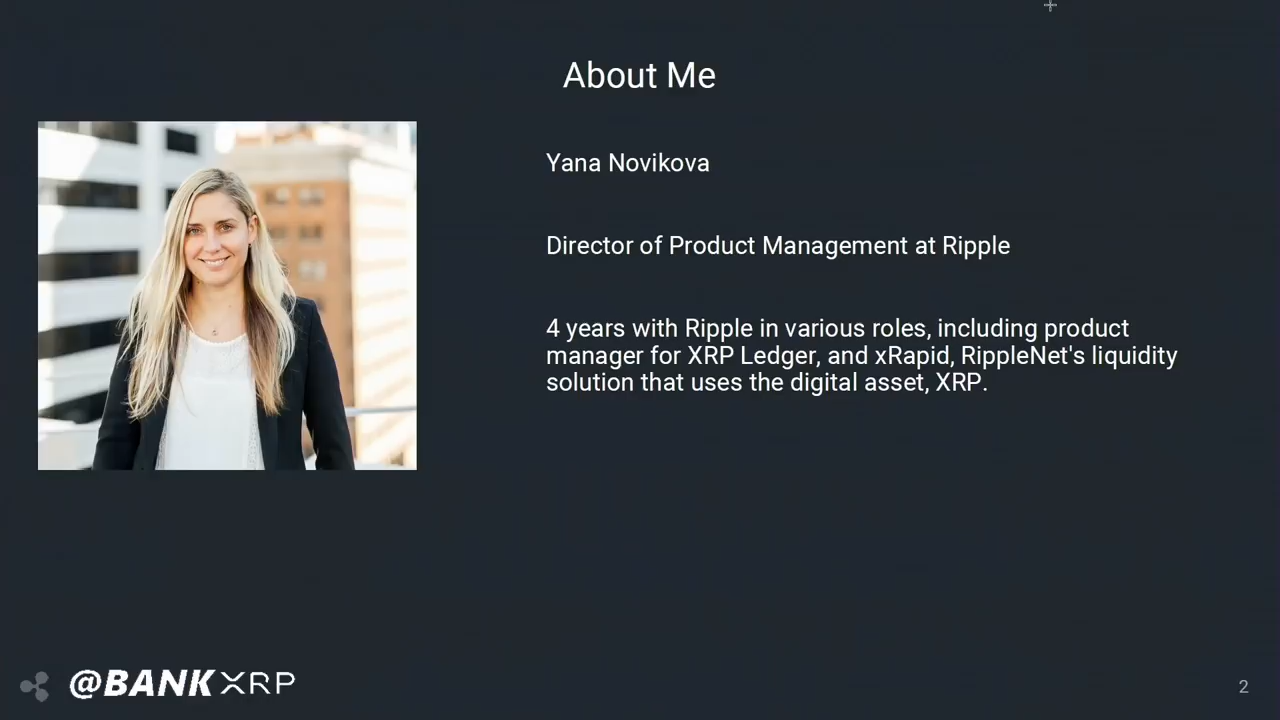 About Me
Yana Novikova
Director of Product Management at Ripple
4 years with Ripple in various roles, including product
manager for XRP Ledger, and xRapid, RippleNet's liquidity
solution that uses the digital asset, XRP.
@BANKXRP
2